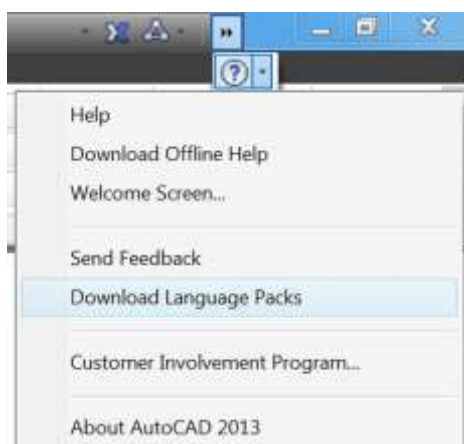 Help
Download Offline Help
Welcome Screen...
Send Feedback
Download Language Packs
Customer Involvement Program...
About AutoCAD 2013